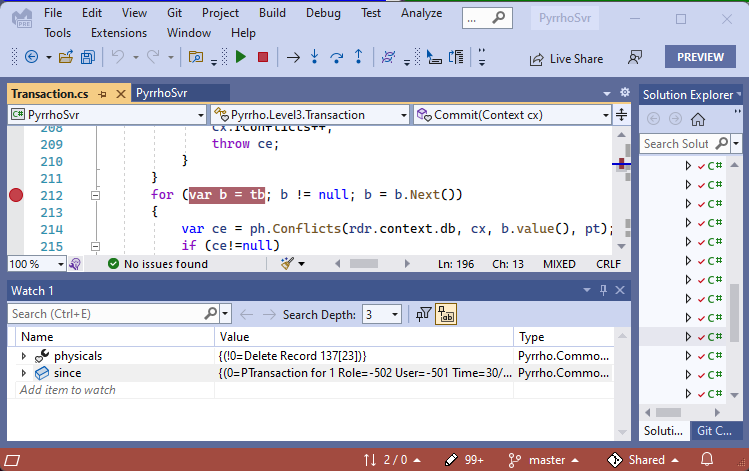 File Edit View Git Project Build Debug Test Analyze ... PyrrhoSvr
PRE
Tools Extensions Window Help
Live Share PREVIEW
Transaction.cs PyrrhoSvr
C# PyrrhoSvr Pyrrho.Level3.Transaction Commit(Context cx)
208 cx.rConflicts++;
209 throw ce;
210 }
211 }
212 for (var b = tb; b != null; b = b.Next())
213 {
214 var ce = ph.Conflicts(rdr.context.db, cx, b.value(), pt);
215 if (ce!=null)
100 % No issues found Ln: 196 Ch: 13 MIXED CRLF
Watch 1
Search (Ctrl+E) Search Depth: 3
Name Value Type
physicals {(!0=Delete Record 137[23])} Pyrrho.Commo...
since {(0=PTransaction for 1 Role=-502 User=-501 Time=30/... Pyrrho.Commo...
Add item to watch
Solution Explorer
Search Solut
C#
C#
C#
C#
C#
C#
C#
C#
C#
C#
C#
C#
C#
Soluti... Git C...
2 / 0 99+ master Shared